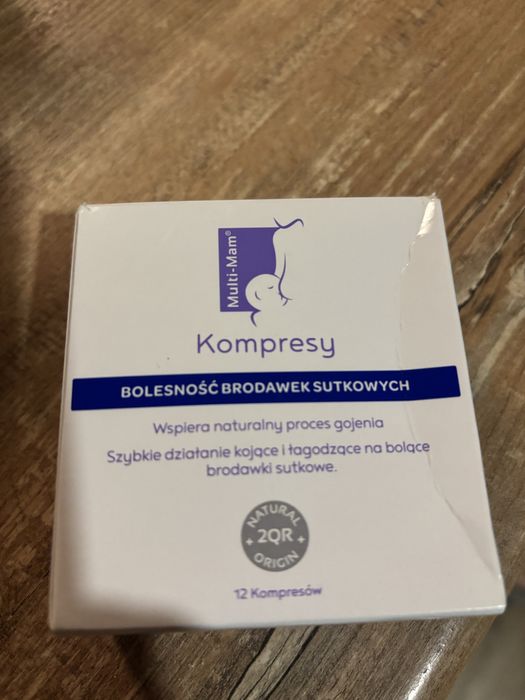 Multi-Mam®
Kompresy
BOLESNOŚĆ BRODAWEK SUTKOWYCH
Wspiera naturalny proces gojenia
Szybkie działanie kojące i łagodzące na bolące
brodawki sutkowe.
NATURAL
+ 2QR +
ORIGIN
12 Kompresów